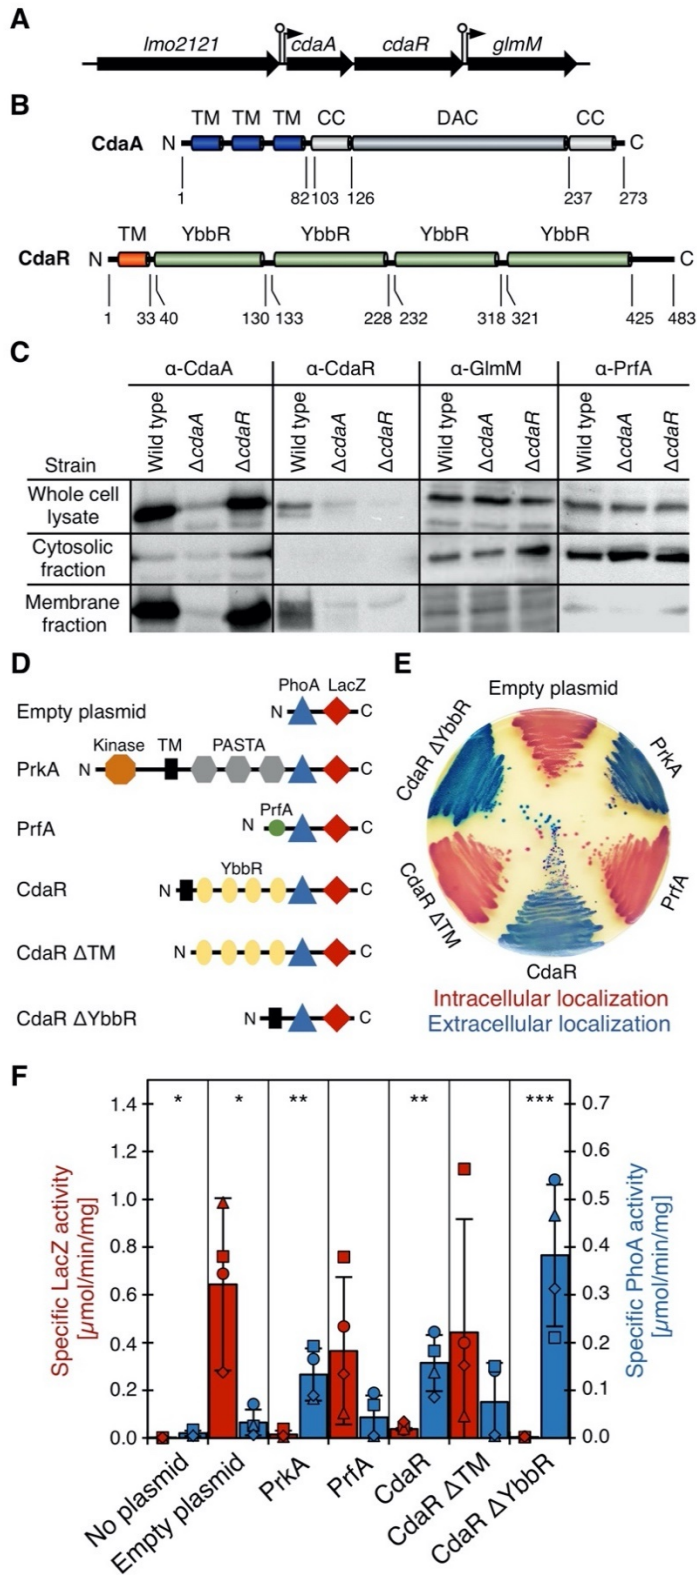 A
lmo2121 cdaA cdaR glmM
B
TM TM TM CC DAC CC
CdaA N C
1 82 103 126 237 273
TM YbbR YbbR YbbR YbbR
CdaR N C
1 33 40 130 133 228 232 318 321 425 483
C
α-CdaA α-CdaR α-GlmM α-PrfA
Strain Wild type ΔcdaA ΔcdaR Wild type ΔcdaA ΔcdaR Wild type ΔcdaA ΔcdaR Wild type ΔcdaA ΔcdaR
Whole cell
lysate
Cytosolic
fraction
Membrane
fraction
D
PhoA LacZ
Empty plasmid N C
Kinase TM PASTA
PrkA N C
PrfA
PrfA N C
YbbR
CdaR N C
CdaR ΔTM N C
CdaR ΔYbbR N C
E
Empty plasmid
CdaR ΔYbbR
PrkA
CdaR ΔTM
PrfA
CdaR
Intracellular localization
Extracellular localization
F
Specific LacZ activity
[µmol/min/mg]
1.4
1.2
1.0
0.8
0.6
0.4
0.2
0.0
* * ** ** ***
0.7
0.6
0.5
0.4
0.3
0.2
0.1
0.0
Specific PhoA activity
[µmol/min/mg]
No plasmid
Empty plasmid
PrkA
PrfA
CdaR
CdaR ΔTM
CdaR ΔYbbR